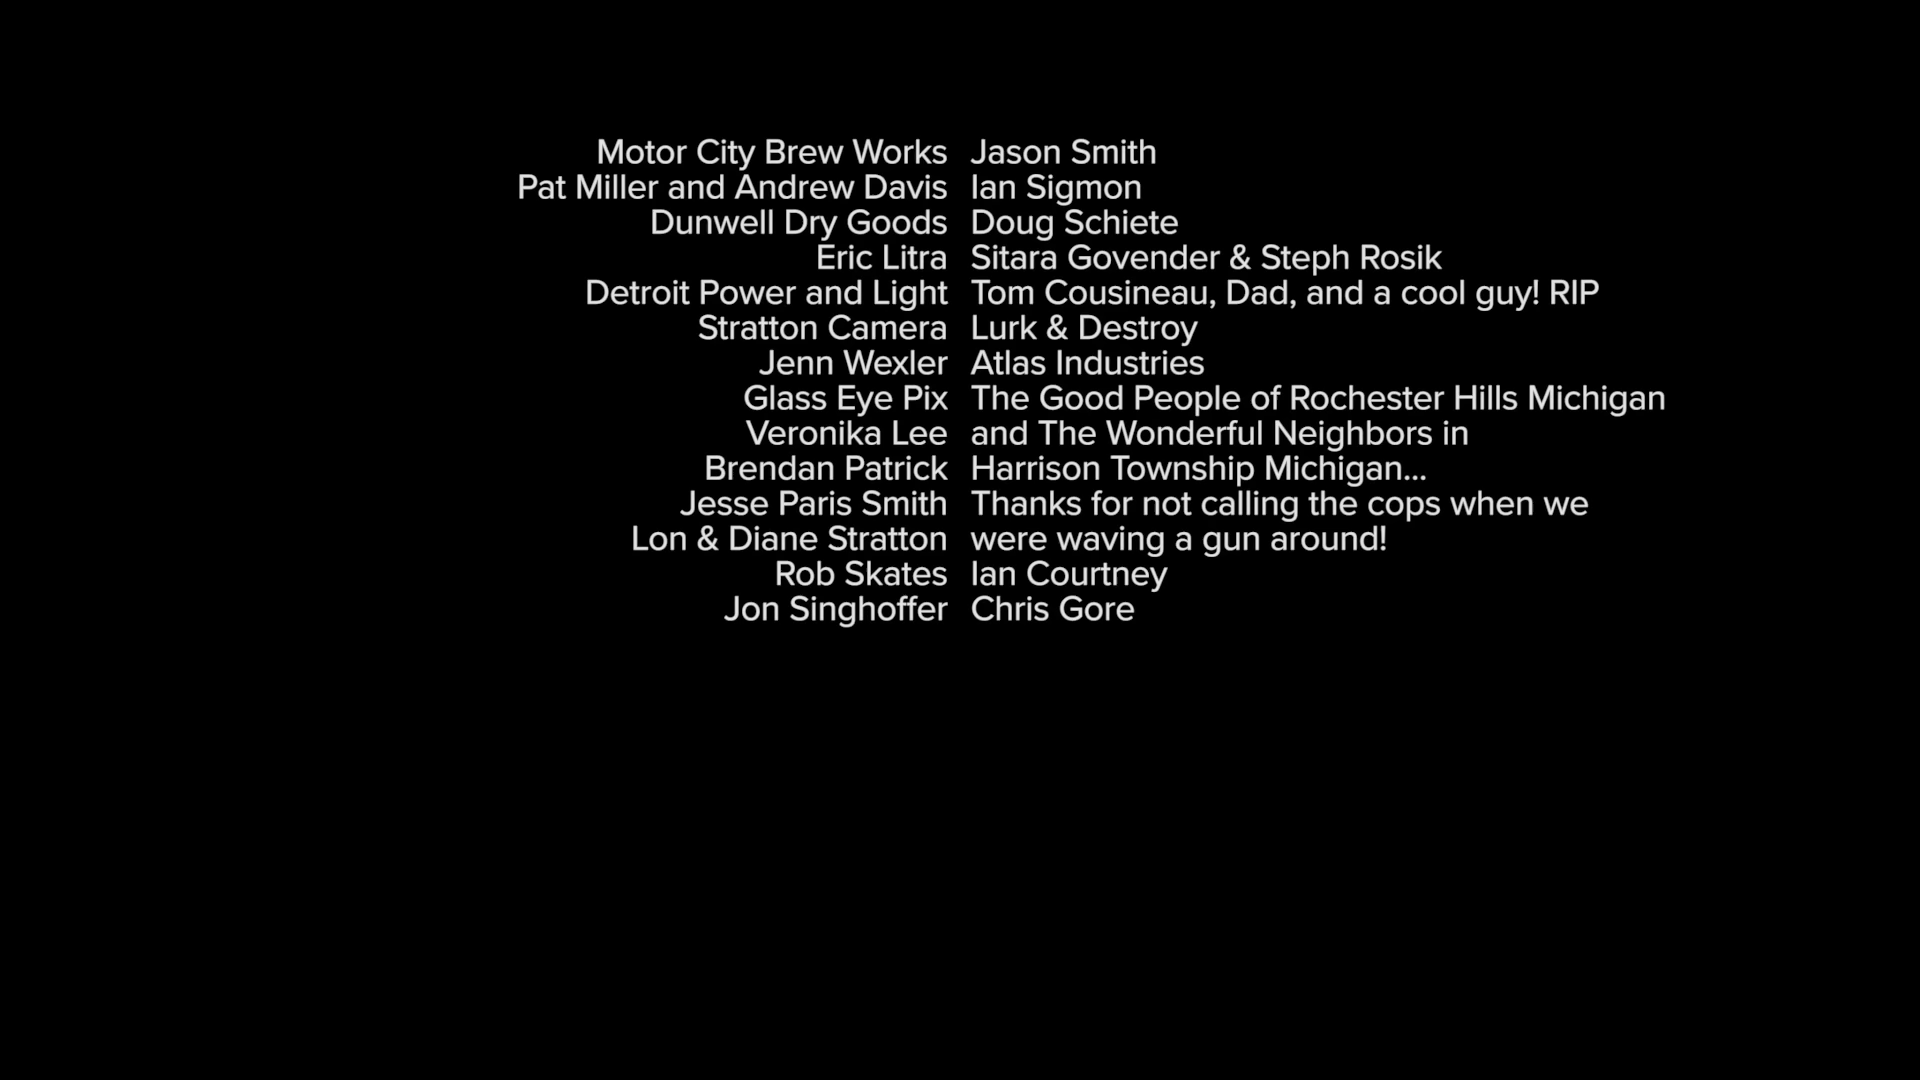 Motor City Brew Works Jason Smith
Pat Miller and Andrew Davis Ian Sigmon
Dunwell Dry Goods Doug Schiete
Eric Litra Sitara Govender & Steph Rosik
Detroit Power and Light Tom Cousineau, Dad, and a cool guy! RIP
Stratton Camera Lurk & Destroy
Jenn Wexler Atlas Industries
Glass Eye Pix The Good People of Rochester Hills Michigan
Veronika Lee and The Wonderful Neighbors in
Brendan Patrick Harrison Township Michigan...
Jesse Paris Smith Thanks for not calling the cops when we
Lon & Diane Stratton were waving a gun around!
Rob Skates Ian Courtney
Jon Singhoffer Chris Gore